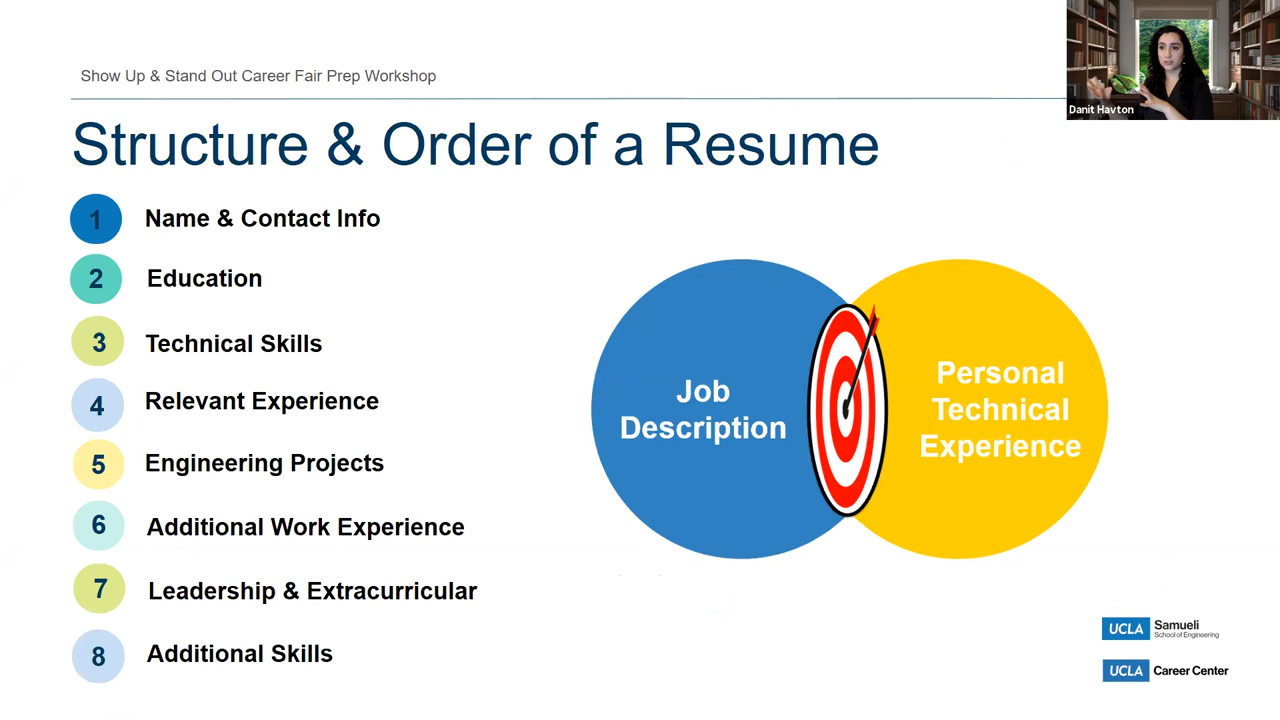 Show Up & Stand Out Career Fair Prep Workshop
Danit Havton
Structure & Order of a Resume
1 Name & Contact Info
2 Education
3 Technical Skills
4 Relevant Experience
5 Engineering Projects
6 Additional Work Experience
7 Leadership & Extracurricular
8 Additional Skills
Job
Description
Personal
Technical
Experience
UCLA Samueli
School of Engineering
UCLA Career Center